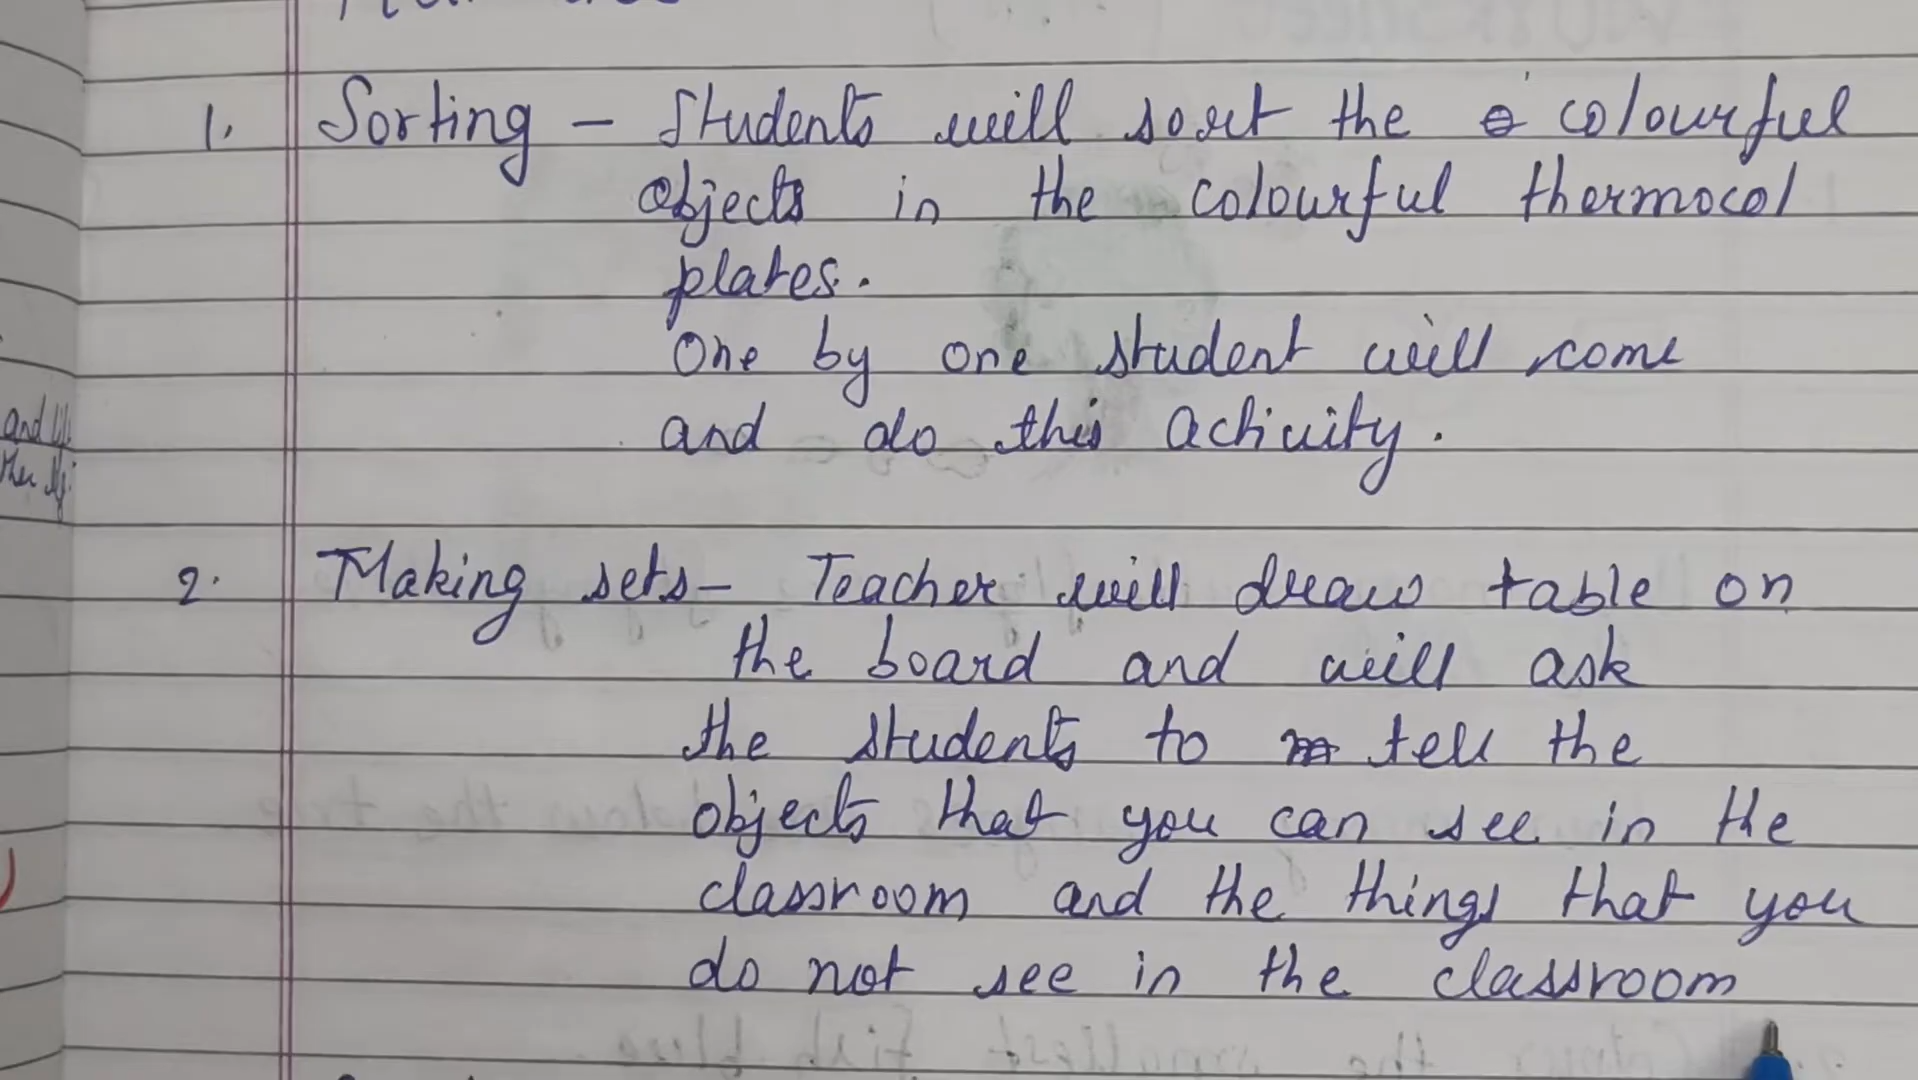 1. Sorting - Students will sort the colourful
objects in the colourful thermocol
plates.
One by one student will come
and do this activity.
2. Making sets - Teacher will draw table on
the board and will ask
the students to tell the
objects that you can see in the
classroom and the things that you
do not see in the classroom